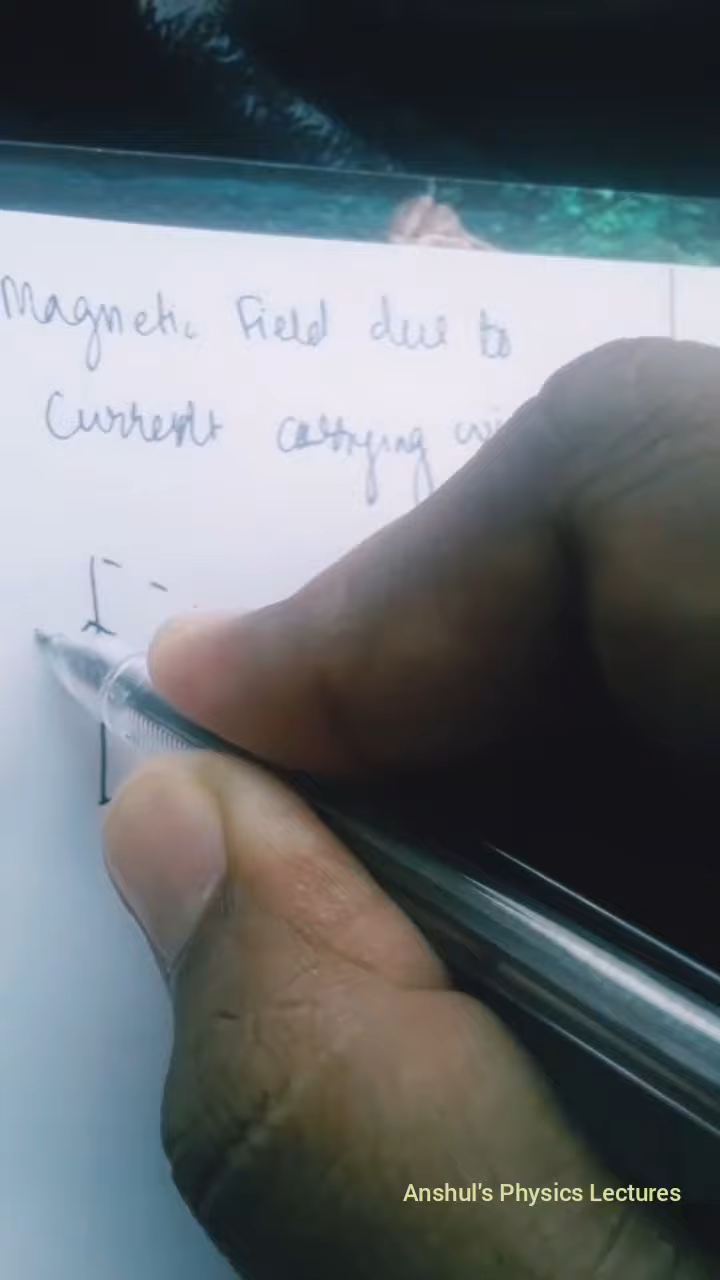 Magnetic Field due to
Current carrying
I
Anshul's Physics Lectures